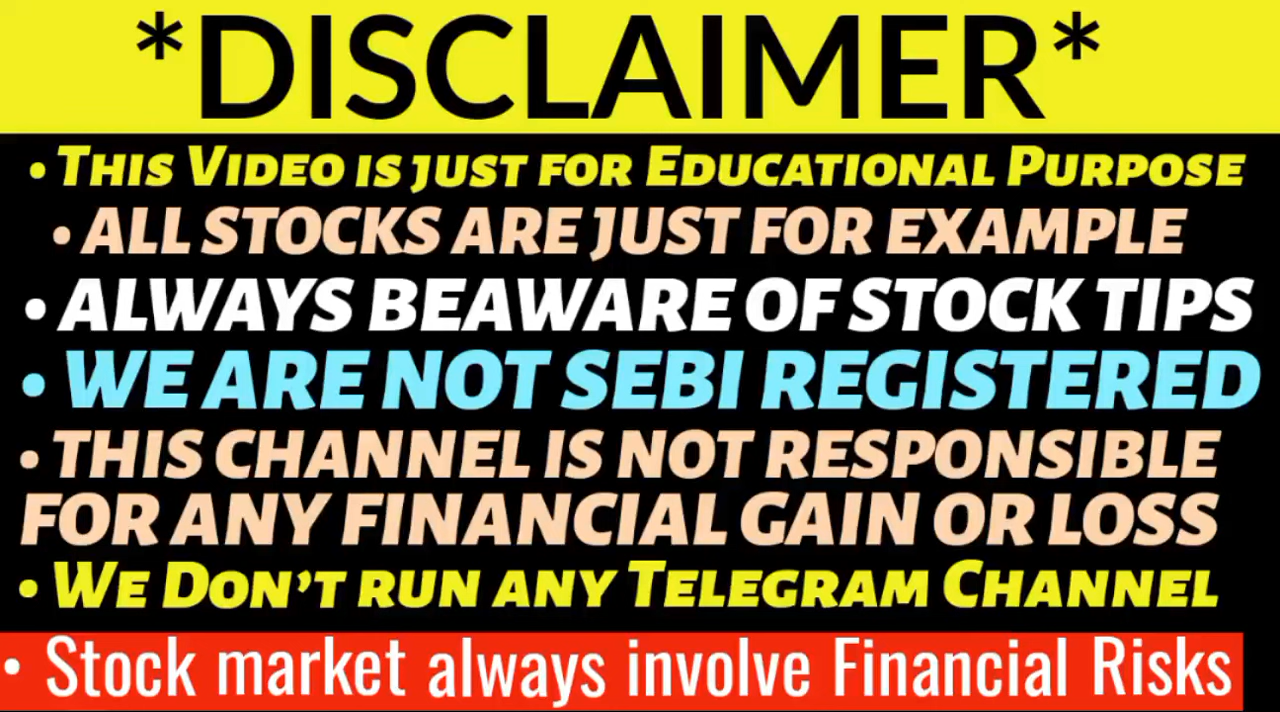 *DISCLAIMER*
• This Video is just for Educational Purpose
• ALL STOCKS ARE JUST FOR EXAMPLE
• ALWAYS BEAWARE OF STOCK TIPS
• WE ARE NOT SEBI REGISTERED
• THIS CHANNEL IS NOT RESPONSIBLE
FOR ANY FINANCIAL GAIN OR LOSS
• We Don't run any Telegram Channel
• Stock market always involve Financial Risks